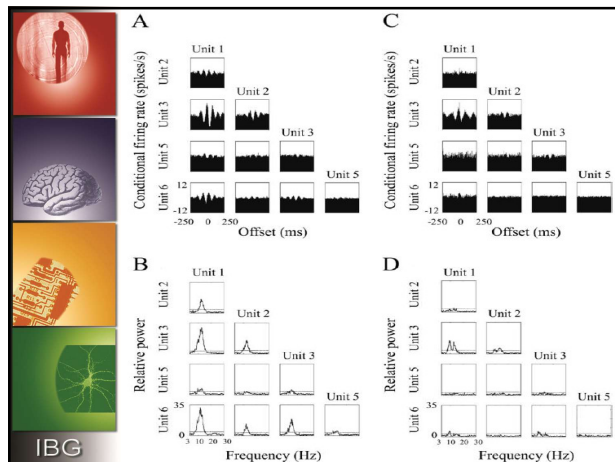 A
Unit 1
Unit 2
Unit 2
Unit 3
Unit 3
Unit 5
Unit 5
Unit 6
12
-12
-250 0 250
Offset (ms)
Conditional firing rate (spikes/s)
C
Unit 1
Unit 2
Unit 2
Unit 3
Unit 3
Unit 5
Unit 5
Unit 6
12
-12
-250 0 250
Offset (ms)
Conditional firing rate (spikes/s)
B
Unit 1
Unit 2
Unit 2
Unit 3
Unit 3
Unit 5
Unit 5
Unit 6
35
0
3 10 20 30
Frequency (Hz)
Relative power
D
Unit 1
Unit 2
Unit 2
Unit 3
Unit 3
Unit 5
Unit 5
Unit 6
35
0
3 10 20 30
Frequency (Hz)
Relative power
IBG